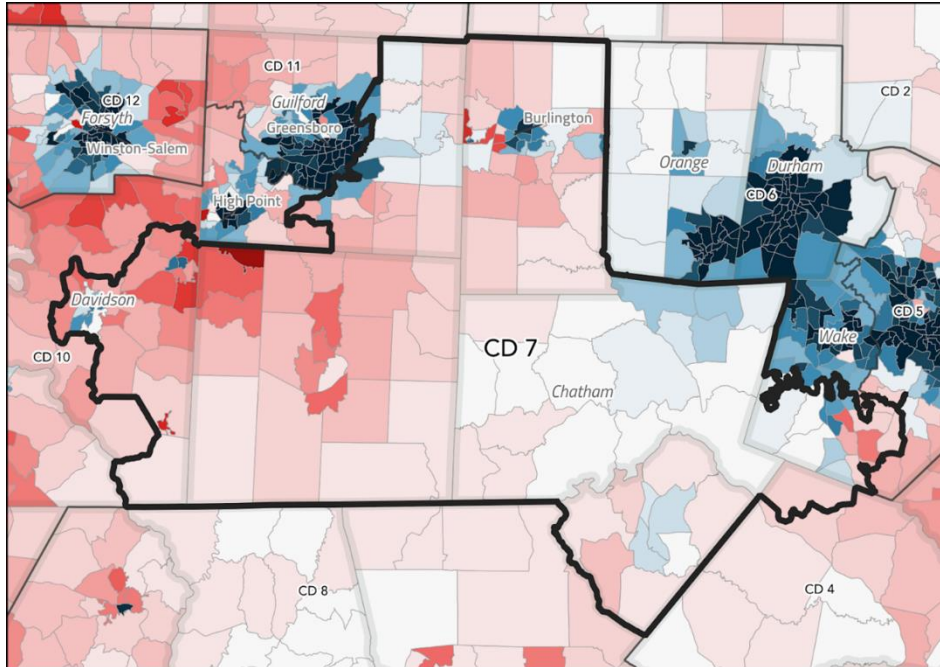 CD 11
CD 12
Forsyth
Winston-Salem
Guilford
Greensboro
High Point
Burlington
CD 2
Orange
Durham
CD 6
Davidson
CD 10
CD 7
Chatham
Wake
CD 5
CD 8
CD 4